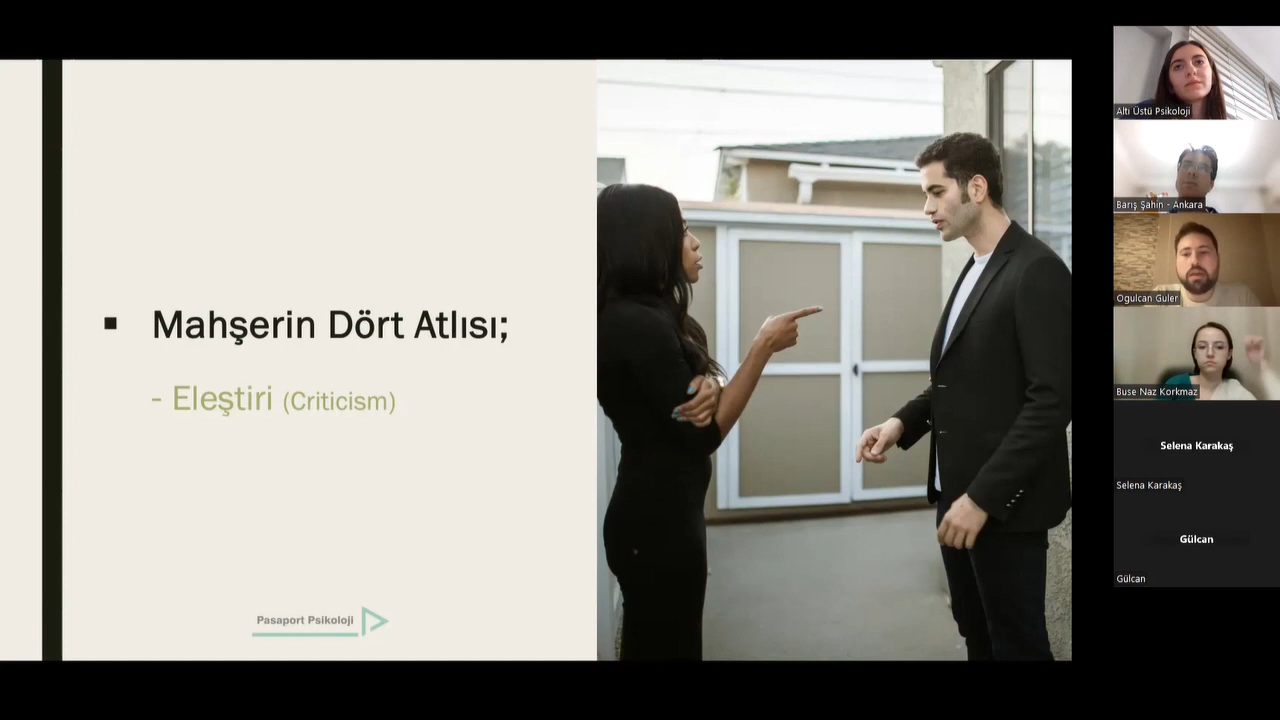 ▪ Mahşerin Dört Atlısı;
- Eleştiri (Criticism)
Pasaport Psikoloji
Altı Üstü Psikoloji
Barış Şahin - Ankara
Ogulcan Guler
Buse Naz Korkmaz
Selena Karakaş
Selena Karakaş
Gülcan
Gülcan